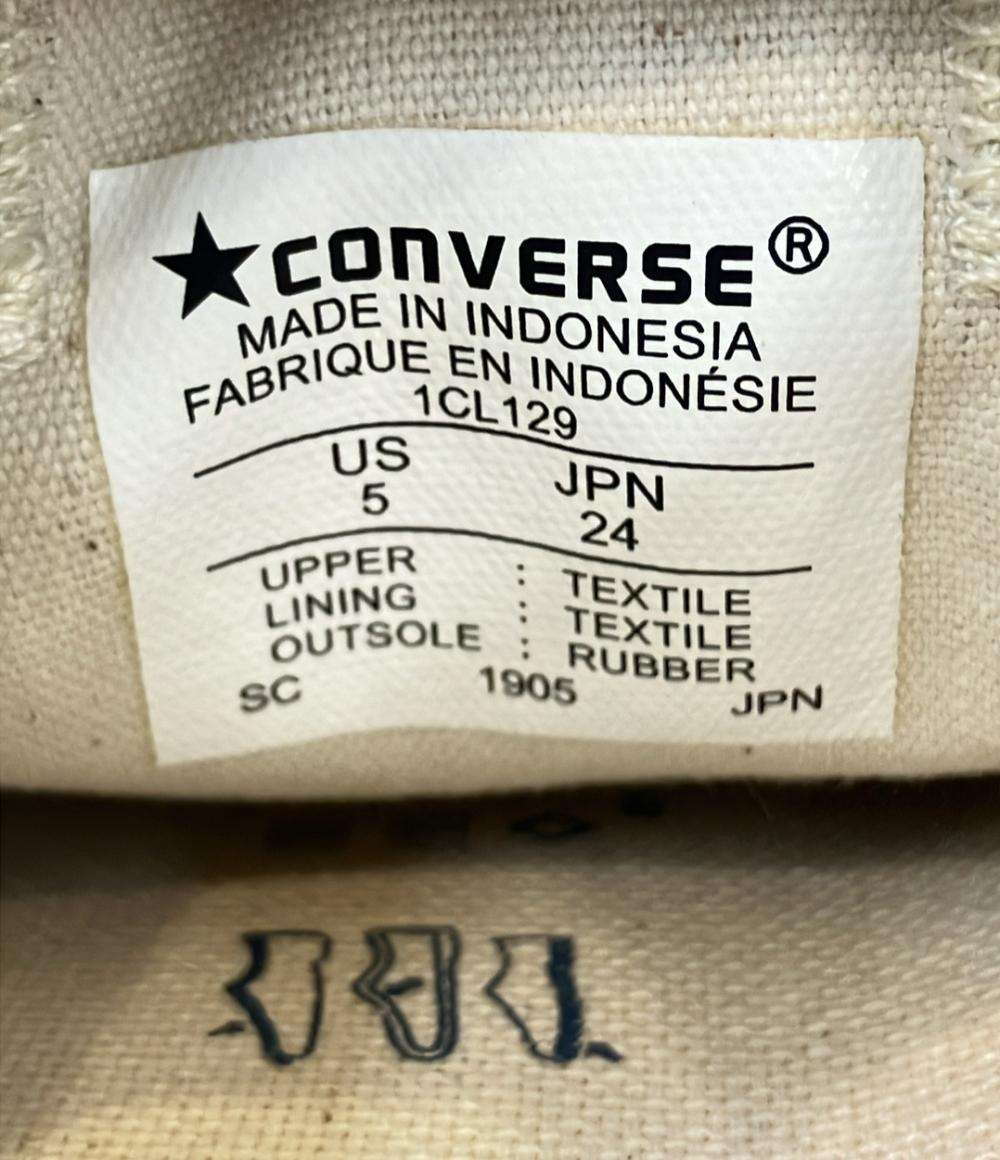 ★CONVERSE®
MADE IN INDONESIA
FABRIQUE EN INDONÉSIE
1CL129
US JPN
5 24
UPPER : TEXTILE
LINING : TEXTILE
OUTSOLE : RUBBER
SC 1905 JPN